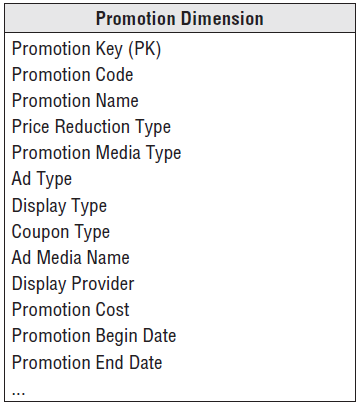 Promotion Dimension
Promotion Key (PK)
Promotion Code
Promotion Name
Price Reduction Type
Promotion Media Type
Ad Type
Display Type
Coupon Type
Ad Media Name
Display Provider
Promotion Cost
Promotion Begin Date
Promotion End Date
...